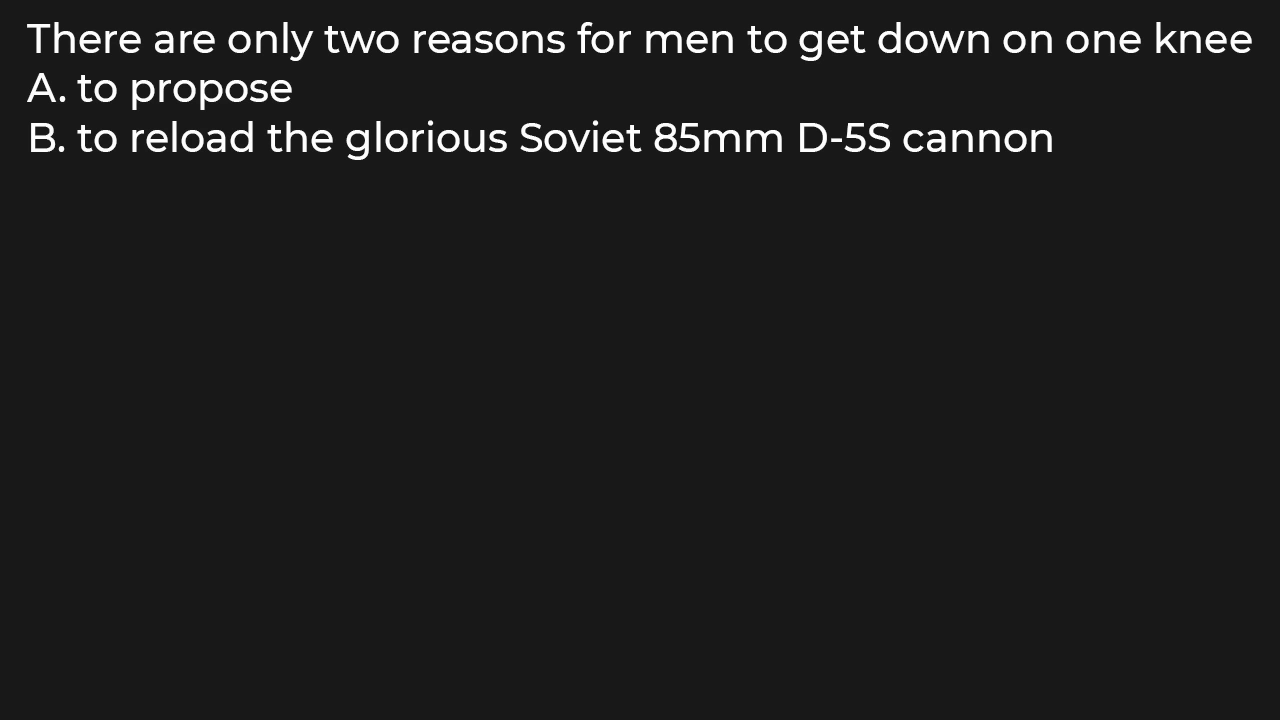 There are only two reasons for men to get down on one knee
A. to propose
B. to reload the glorious Soviet 85mm D-5S cannon